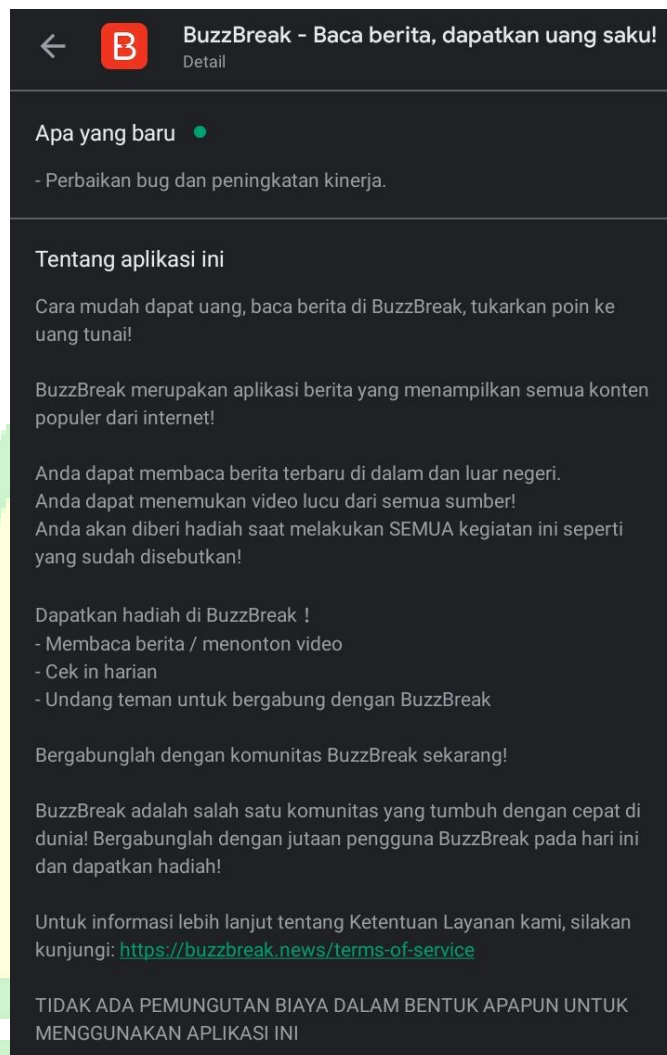 BuzzBreak - Baca berita, dapatkan uang saku!
Detail
Apa yang baru
- Perbaikan bug dan peningkatan kinerja.
Tentang aplikasi ini
Cara mudah dapat uang, baca berita di BuzzBreak, tukarkan poin ke
uang tunai!
BuzzBreak merupakan aplikasi berita yang menampilkan semua konten
populer dari internet!
Anda dapat membaca berita terbaru di dalam dan luar negeri.
Anda dapat menemukan video lucu dari semua sumber!
Anda akan diberi hadiah saat melakukan SEMUA kegiatan ini seperti
yang sudah disebutkan!
Dapatkan hadiah di BuzzBreak！
- Membaca berita / menonton video
- Cek in harian
- Undang teman untuk bergabung dengan BuzzBreak
Bergabunglah dengan komunitas BuzzBreak sekarang!
BuzzBreak adalah salah satu komunitas yang tumbuh dengan cepat di
dunia! Bergabunglah dengan jutaan pengguna BuzzBreak pada hari ini
dan dapatkan hadiah!
Untuk informasi lebih lanjut tentang Ketentuan Layanan kami, silakan
kunjungi: https://buzzbreak.news/terms-of-service
TIDAK ADA PEMUNGUTAN BIAYA DALAM BENTUK APAPUN UNTUK
MENGGUNAKAN APLIKASI INI